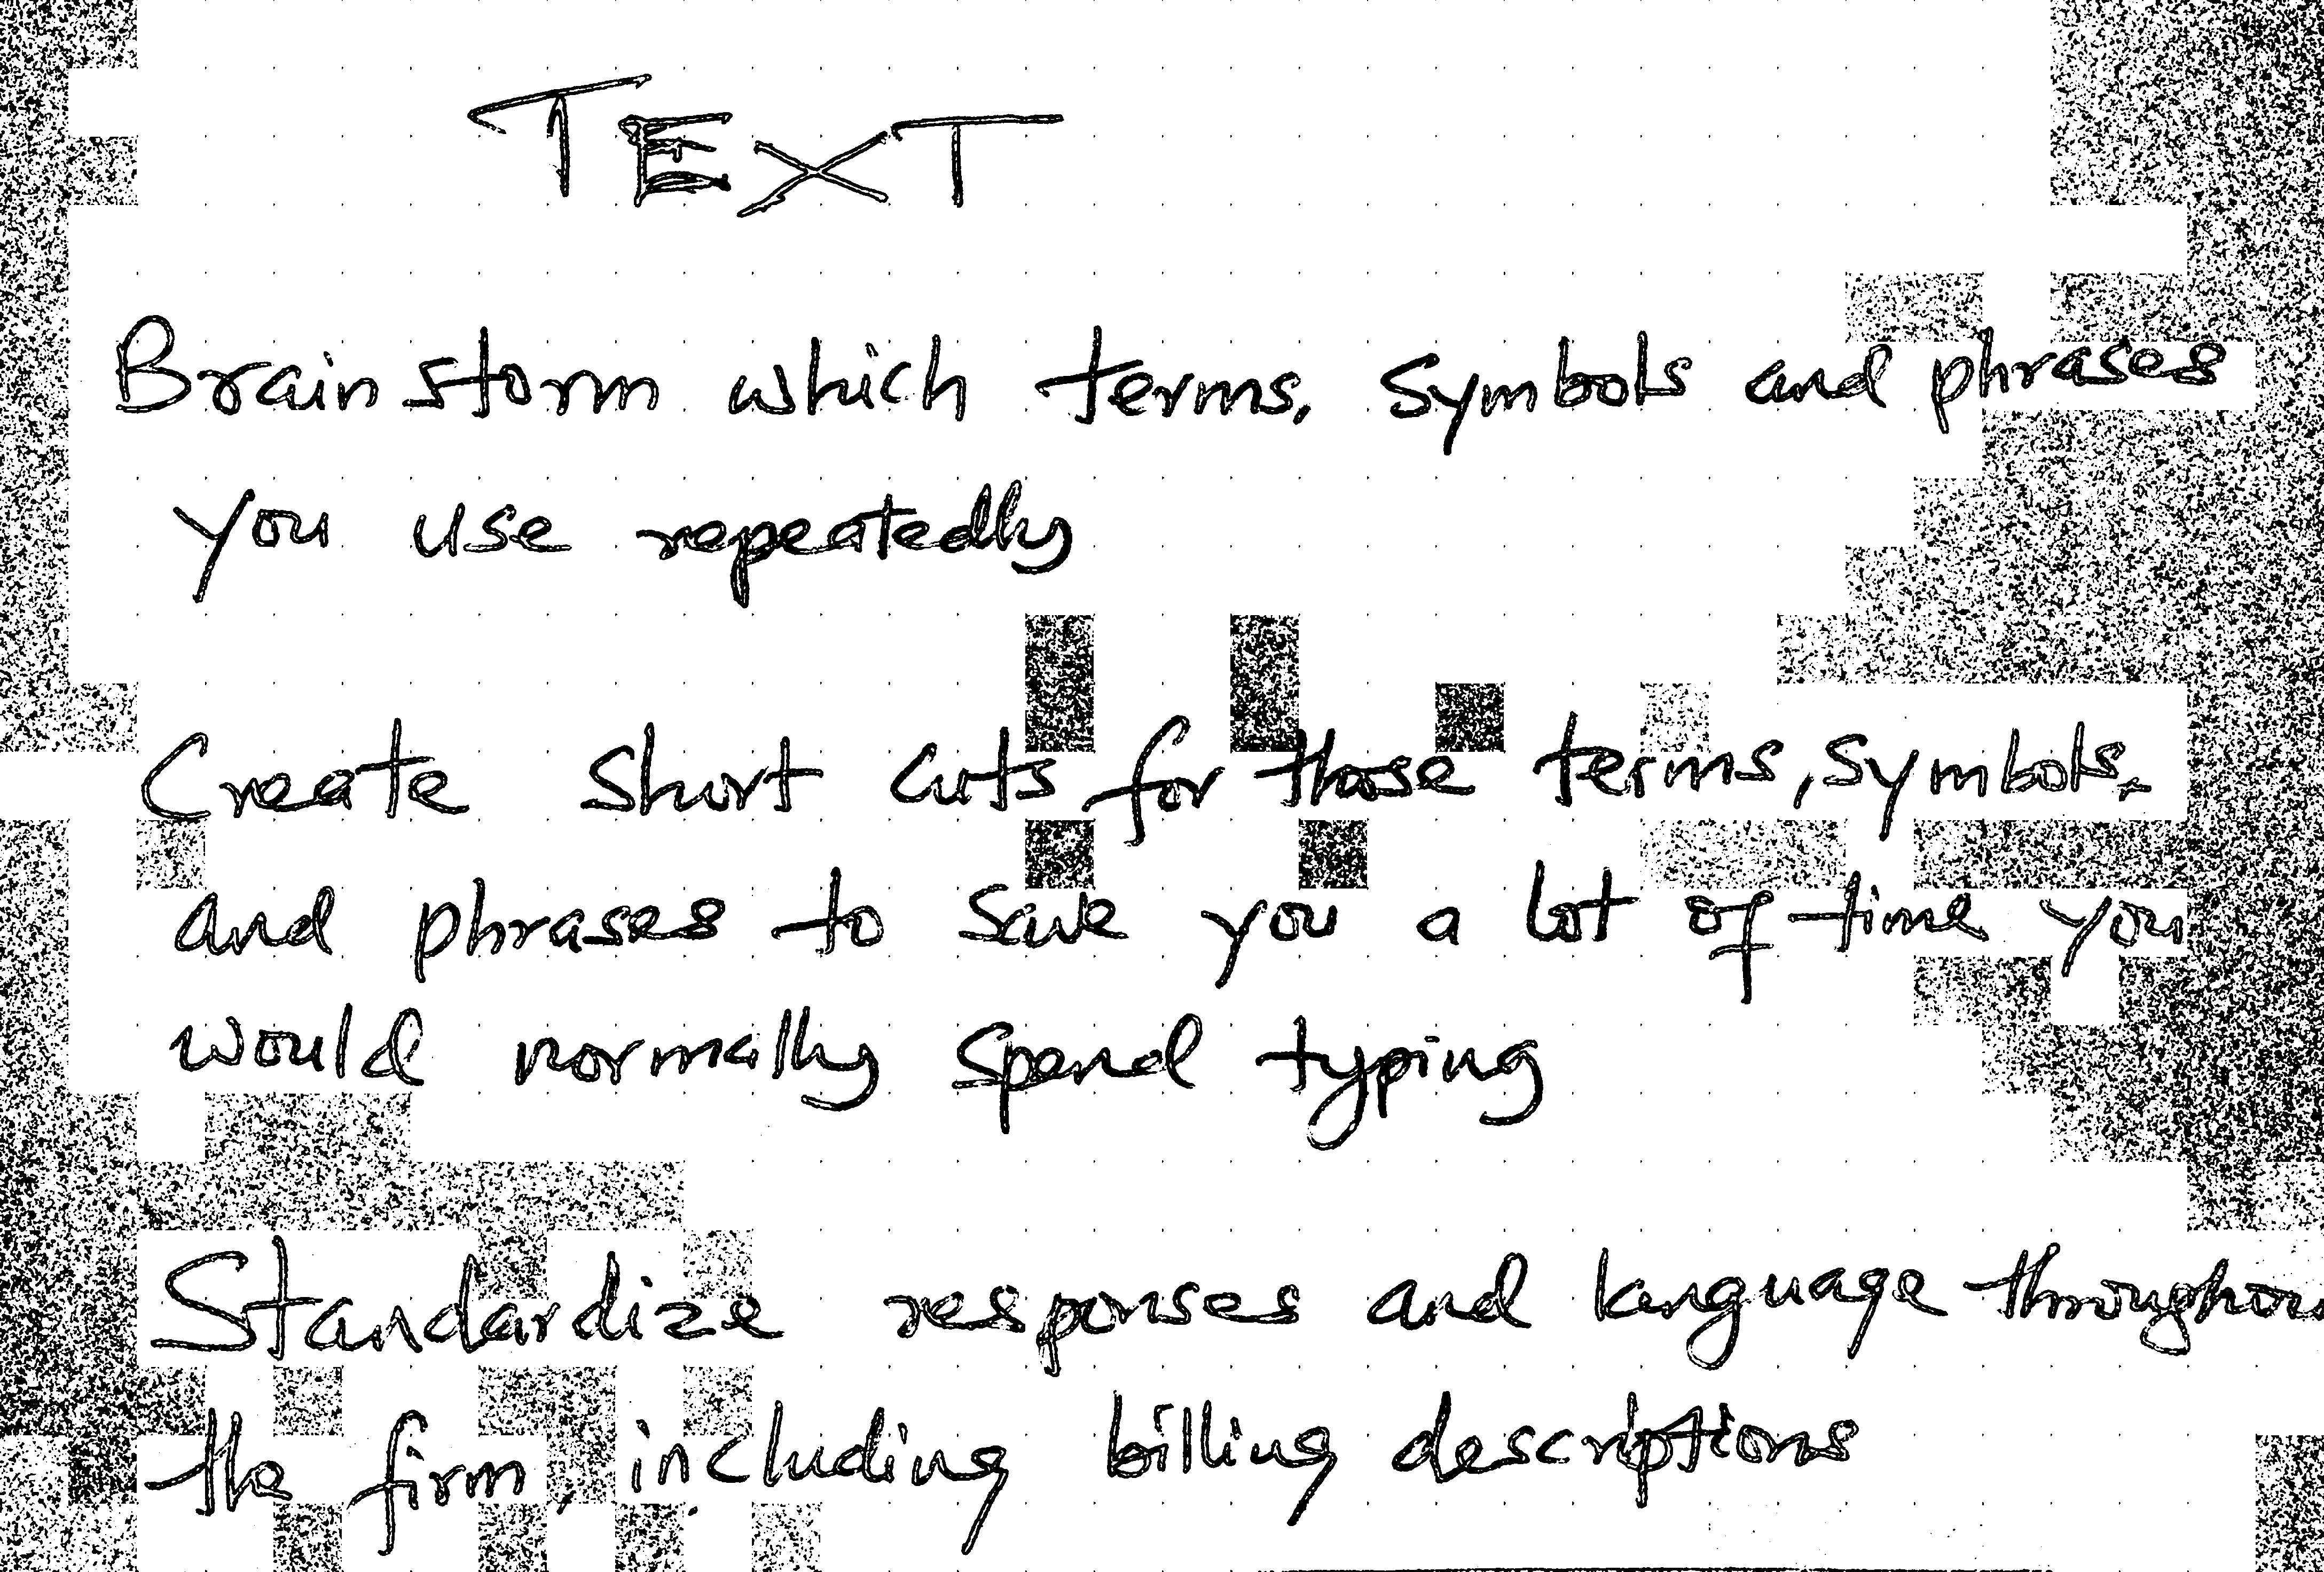 TEXT
Brain storm which terms, symbols and phrases
you use repeatedly
Create short cuts for those terms, symbols,
and phrases to save you a lot of time you
would normally spend typing
Standardize responses and language throughou
the firm, including billing descriptions